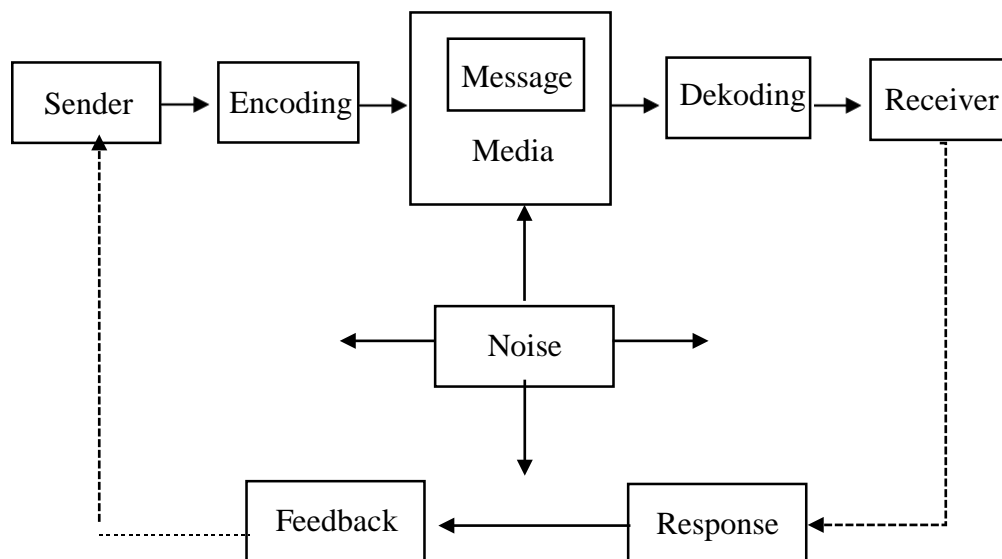 Sender
Encoding
Message
Media
Dekoding
Receiver
Noise
Feedback
Response